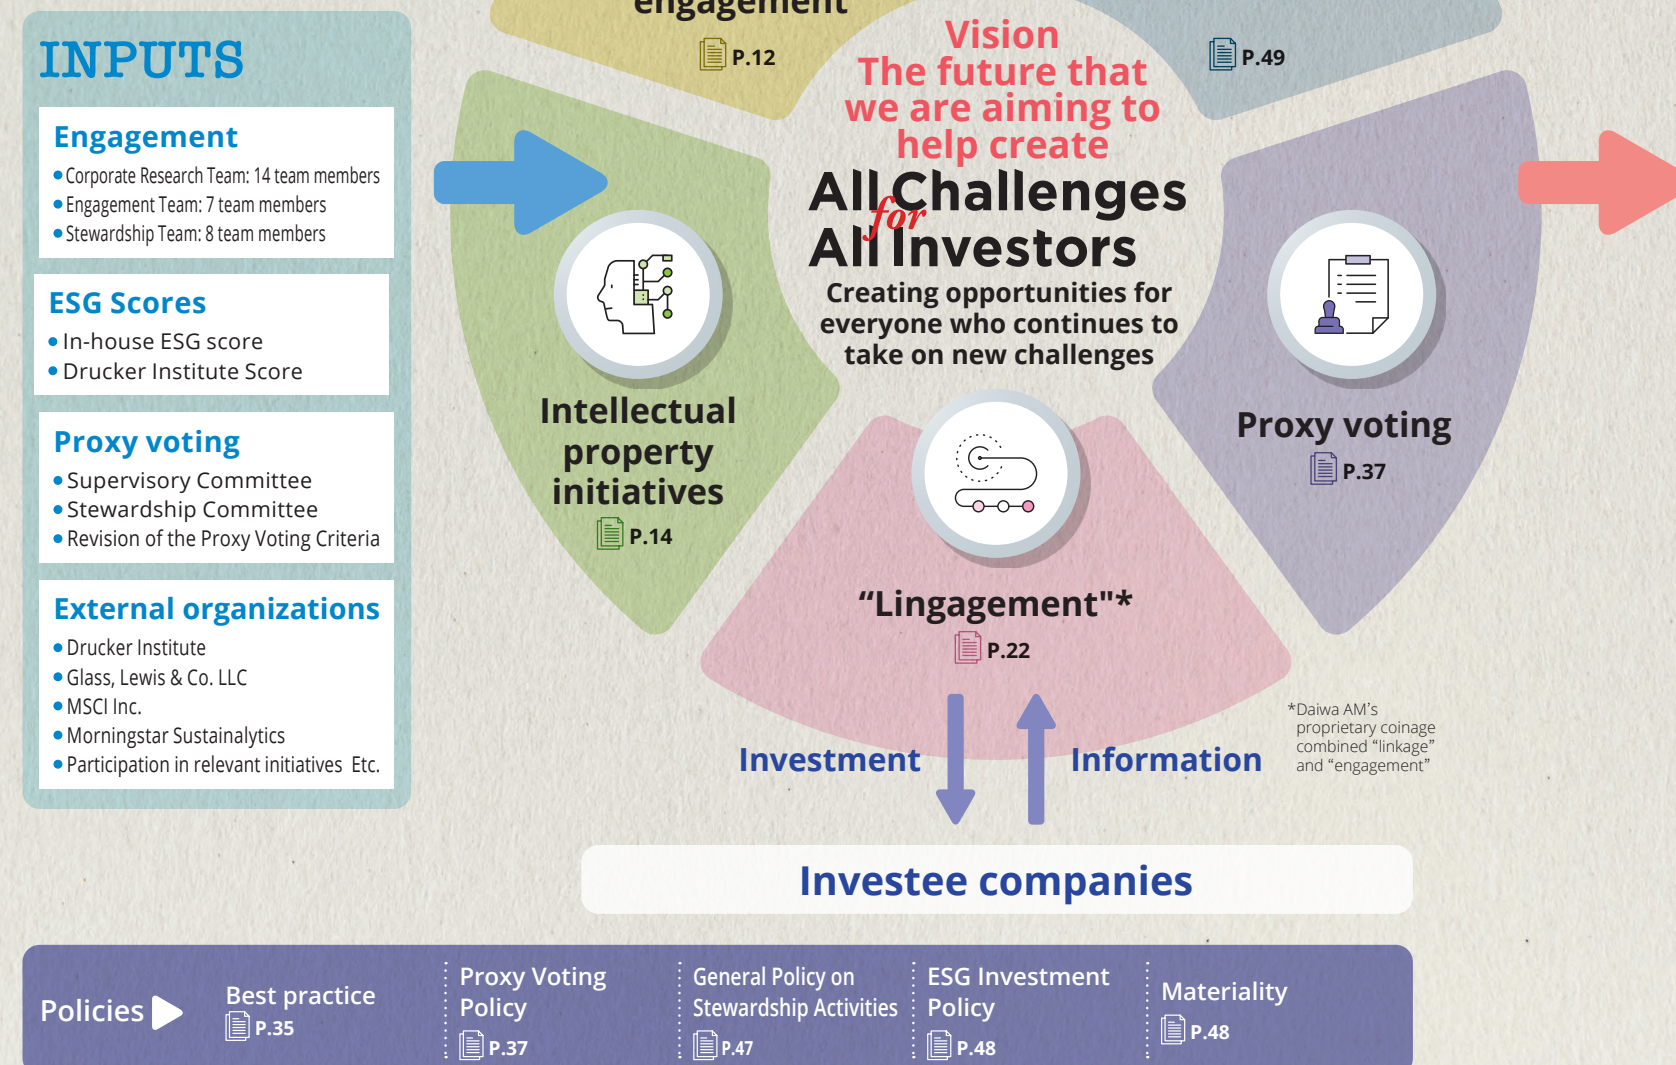 INPUTS
Engagement
• Corporate Research Team: 14 team members
• Engagement Team: 7 team members
• Stewardship Team: 8 team members
ESG Scores
• In-house ESG score
• Drucker Institute Score
Proxy voting
• Supervisory Committee
• Stewardship Committee
• Revision of the Proxy Voting Criteria
External organizations
• Drucker Institute
• Glass, Lewis & Co. LLC
• MSCI Inc.
• Morningstar Sustainalytics
• Participation in relevant initiatives Etc.
engagement
P.12
P.49
Vision
The future that
we are aiming to
help create
All Challenges
for
All Investors
Creating opportunities for
everyone who continues to
take on new challenges
Intellectual
property
initiatives
P.14
Proxy voting
P.37
“Lingagement"*
P.22
Investment
Information
*Daiwa AM’s
proprietary coinage
combined “linkage”
and “engagement”
Investee companies
Policies
Best practice
P.35
Proxy Voting
Policy
P.37
General Policy on
Stewardship Activities
P.47
ESG Investment
Policy
P.48
Materiality
P.48